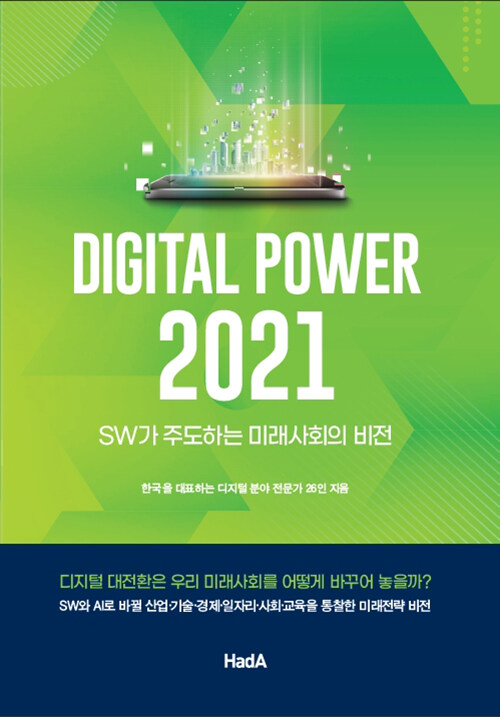 DIGITAL POWER
2021
SW가 주도하는 미래사회의 비전
한국을 대표하는 디지털 분야 전문가 26인 지음
디지털 대전환은 우리 미래사회를 어떻게 바꾸어 놓을까?
SW와 AI로 바뀔 산업·기술·경제·일자리·사회·교육을 통찰한 미래전략 비전
HadA